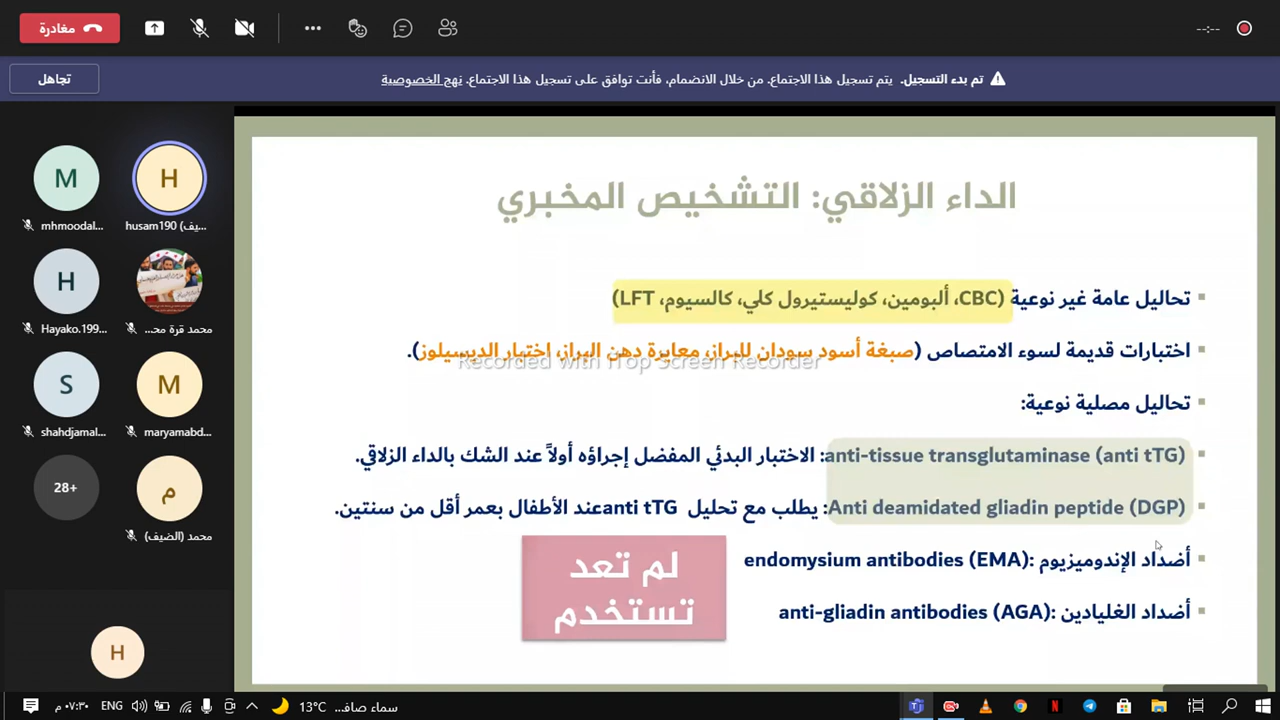 مغادرة
--:--
تم بدء التسجيل. يتم تسجيل هذا الاجتماع. من خلال الانضمام، فأنت توافق على تسجيل هذا الاجتماع. نهج الخصوصية
تجاهل
M
H
mhmoodal...
husam190 (...يف
H
Hayako.199...
محمد قرة محـ...
S
M
shahdjamal...
maryamabd...
28+
م
محمد (الضيف)
H
الداء الزلاقي: التشخيص المخبري
تحاليل عامة غير نوعية (CBC، ألبومين، كوليستيرول كلي، كالسيوم، LFT)
اختبارات قديمة لسوء الامتصاص (صبغة أسود سودان للبراز، معايرة دهن البراز، اختبار الديسيلوز).
Recorded with iTop Screen Recorder
تحاليل مصلية نوعية:
anti-tissue transglutaminase (anti tTG): الاختبار البدئي المفضل إجراؤه أولاً عند الشك بالداء الزلاقي.
Anti deamidated gliadin peptide (DGP): يطلب مع تحليل anti tTG عند الأطفال بعمر أقل من سنتين.
أضداد الإندوميزيوم: endomysium antibodies (EMA)
أضداد الغليادين: anti-gliadin antibodies (AGA)
لم تعد
تستخدم
٠٧:٣٠ م
ENG
13°C
سماء صافـ...